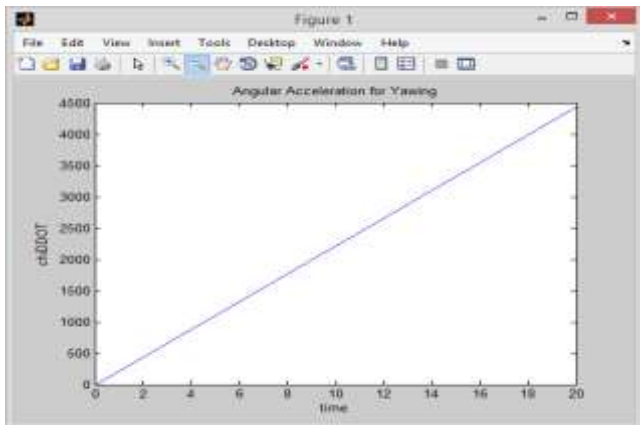 Figure 1
File Edit View Insert Tools Desktop Window Help
Angular Acceleration for Yawing
4500
4000
3500
3000
2500
2000
1500
1000
500
0
chiDDOT
0 2 4 6 8 10 12 14 16 18 20
time